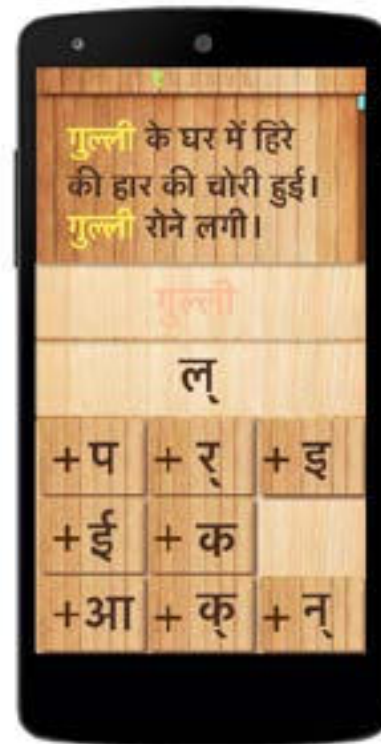 गुल्ली के घर में हिरे
की हार की चोरी हुई।
गुल्ली रोने लगी।
गुल्ली
ल्
+ प + र् + इ
+ ई + क
+ आ + क् + न्